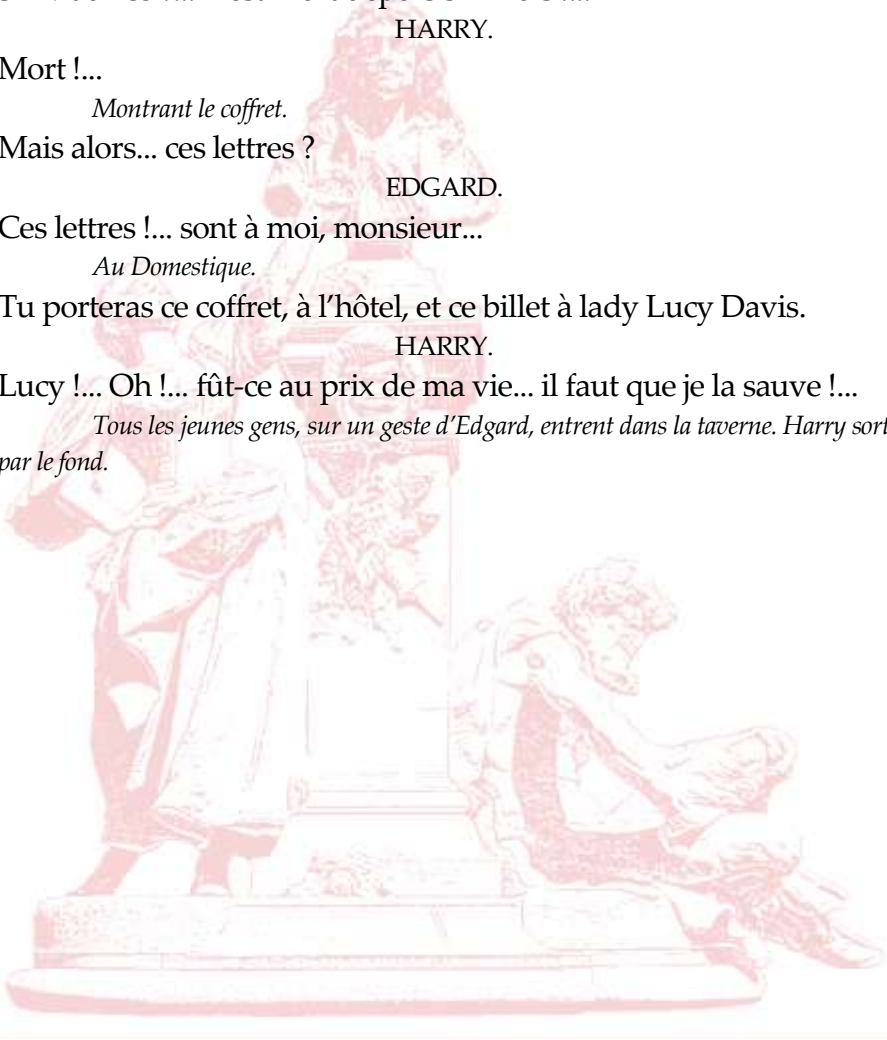 HARRY.
Mort !...
Montrant le coffret.
Mais alors... ces lettres ?
EDGARD.
Ces lettres !... sont à moi, monsieur...
Au Domestique.
Tu porteras ce coffret, à l’hôtel, et ce billet à lady Lucy Davis.
HARRY.
Lucy !... Oh !... fût-ce au prix de ma vie... il faut que je la sauve !...
Tous les jeunes gens, sur un geste d’Edgard, entrent dans la taverne. Harry sort
par le fond.